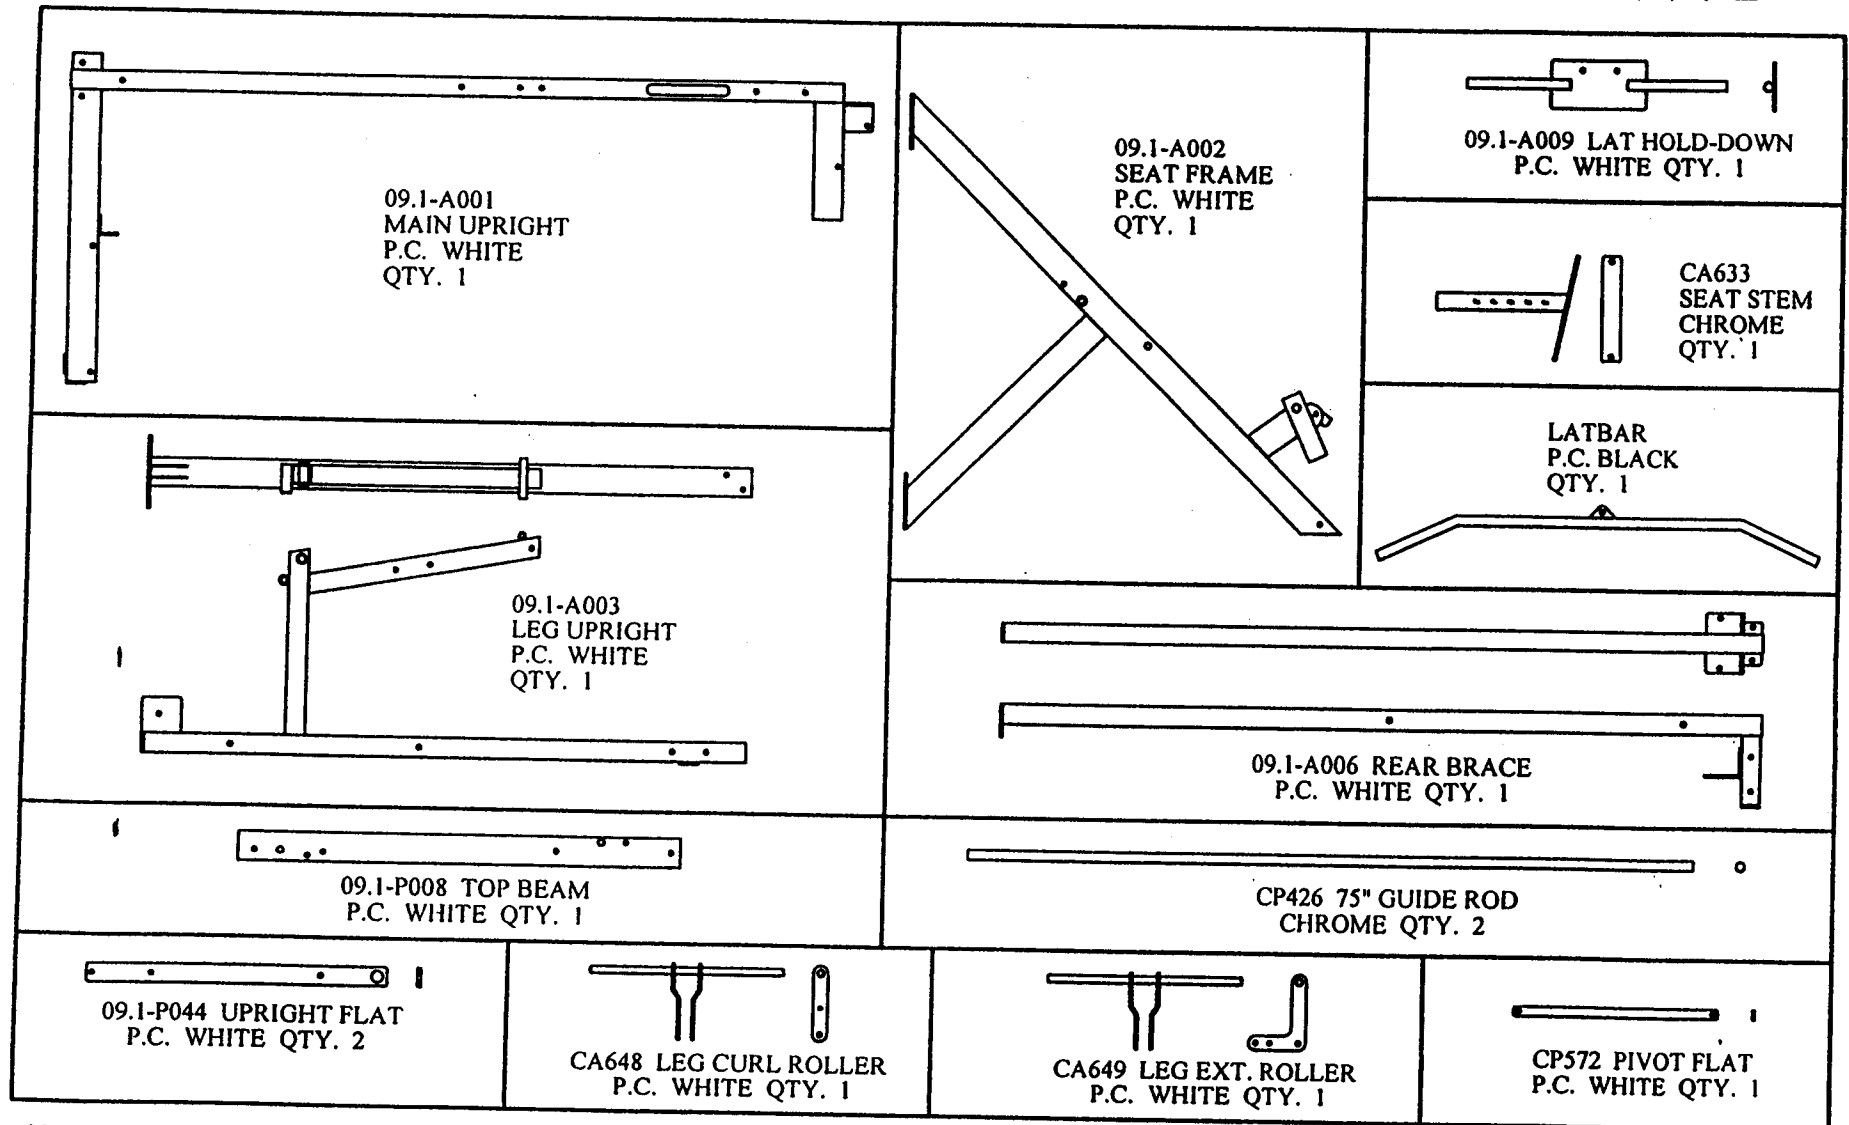 09.1-A001
MAIN UPRIGHT
P.C. WHITE
QTY. 1
09.1-A002
SEAT FRAME
P.C. WHITE
QTY. 1
09.1-A009 LAT HOLD-DOWN
P.C. WHITE QTY. 1
CA633
SEAT STEM
CHROME
QTY. 1
LATBAR
P.C. BLACK
QTY. 1
09.1-A003
LEG UPRIGHT
P.C. WHITE
QTY. 1
09.1-A006 REAR BRACE
P.C. WHITE QTY. 1
09.1-P008 TOP BEAM
P.C. WHITE QTY. 1
CP426 75" GUIDE ROD
CHROME QTY. 2
09.1-P044 UPRIGHT FLAT
P.C. WHITE QTY. 2
CA648 LEG CURL ROLLER
P.C. WHITE QTY. 1
CA649 LEG EXT. ROLLER
P.C. WHITE QTY. 1
CP572 PIVOT FLAT
P.C. WHITE QTY. 1